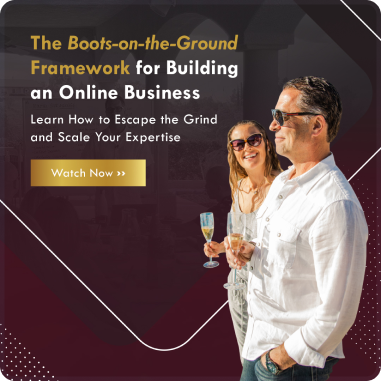 The Boots-on-the-Ground
Framework for Building
an Online Business
Learn How to Escape the Grind
and Scale Your Expertise
Watch Now ››